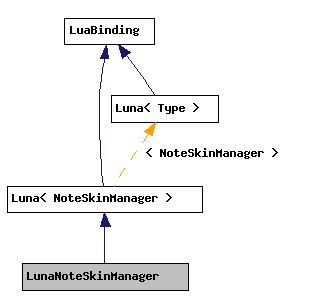 LuaBinding
Luna< Type >
< NoteSkinManager >
Luna< NoteSkinManager >
LunaNoteSkinManager